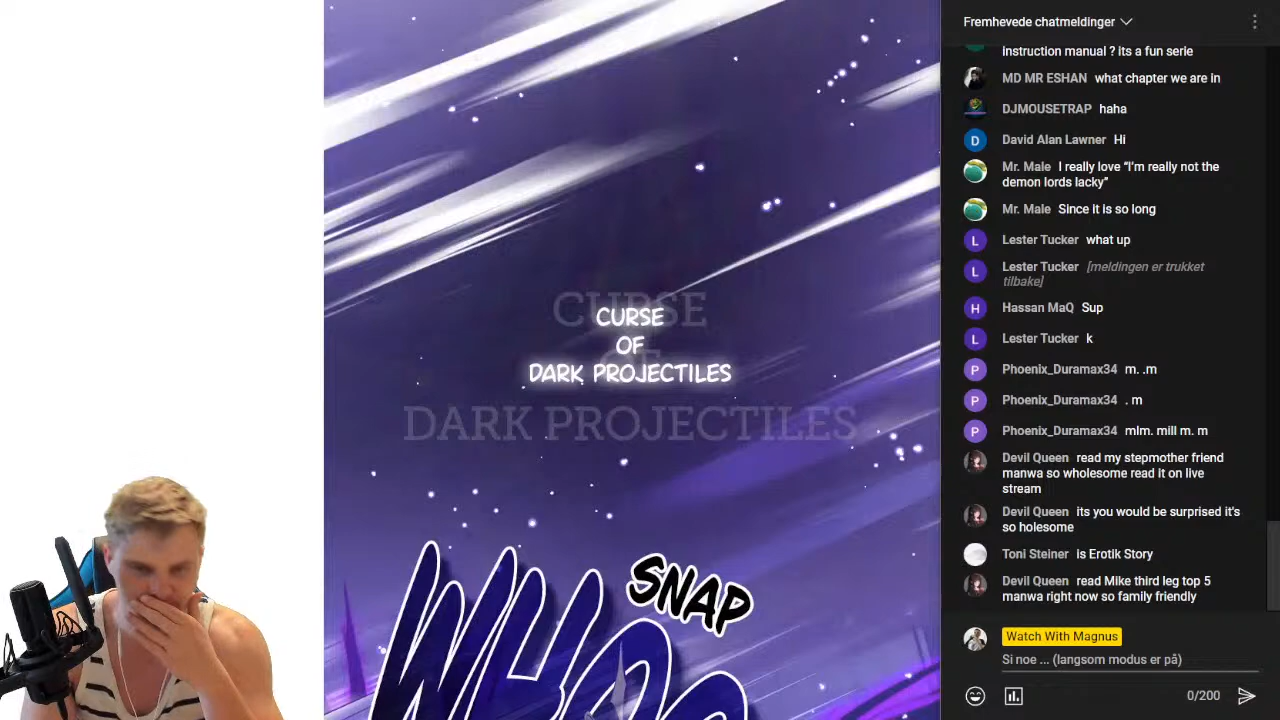 CURSE
OF
DARK PROJECTILES
CURSE
OF
DARK PROJECTILES
SNAP
Fremhevede chatmeldinger
instruction manual ? its a fun serie
MD MR ESHAN what chapter we are in
DJMOUSETRAP haha
D David Alan Lawner Hi
Mr. Male I really love “I’m really not the
demon lords lacky”
Mr. Male Since It is so long
L Lester Tucker what up
L Lester Tucker [meldingen er trukket
tilbake]
H Hassan MaQ Sup
L Lester Tucker k
P Phoenix_Duramax34 m. .m
P Phoenix_Duramax34 . m
P Phoenix_Duramax34 mlm. mill m. m
Devil Queen read my stepmother friend
manwa so wholesome read it on live
stream
Devil Queen its you would be surprised it's
so holesome
Toni Steiner Is Erotik Story
Devil Queen read Mike third leg top 5
manwa right now so family friendly
Watch With Magnus
Si noe ... (langsom modus er på)
0/200